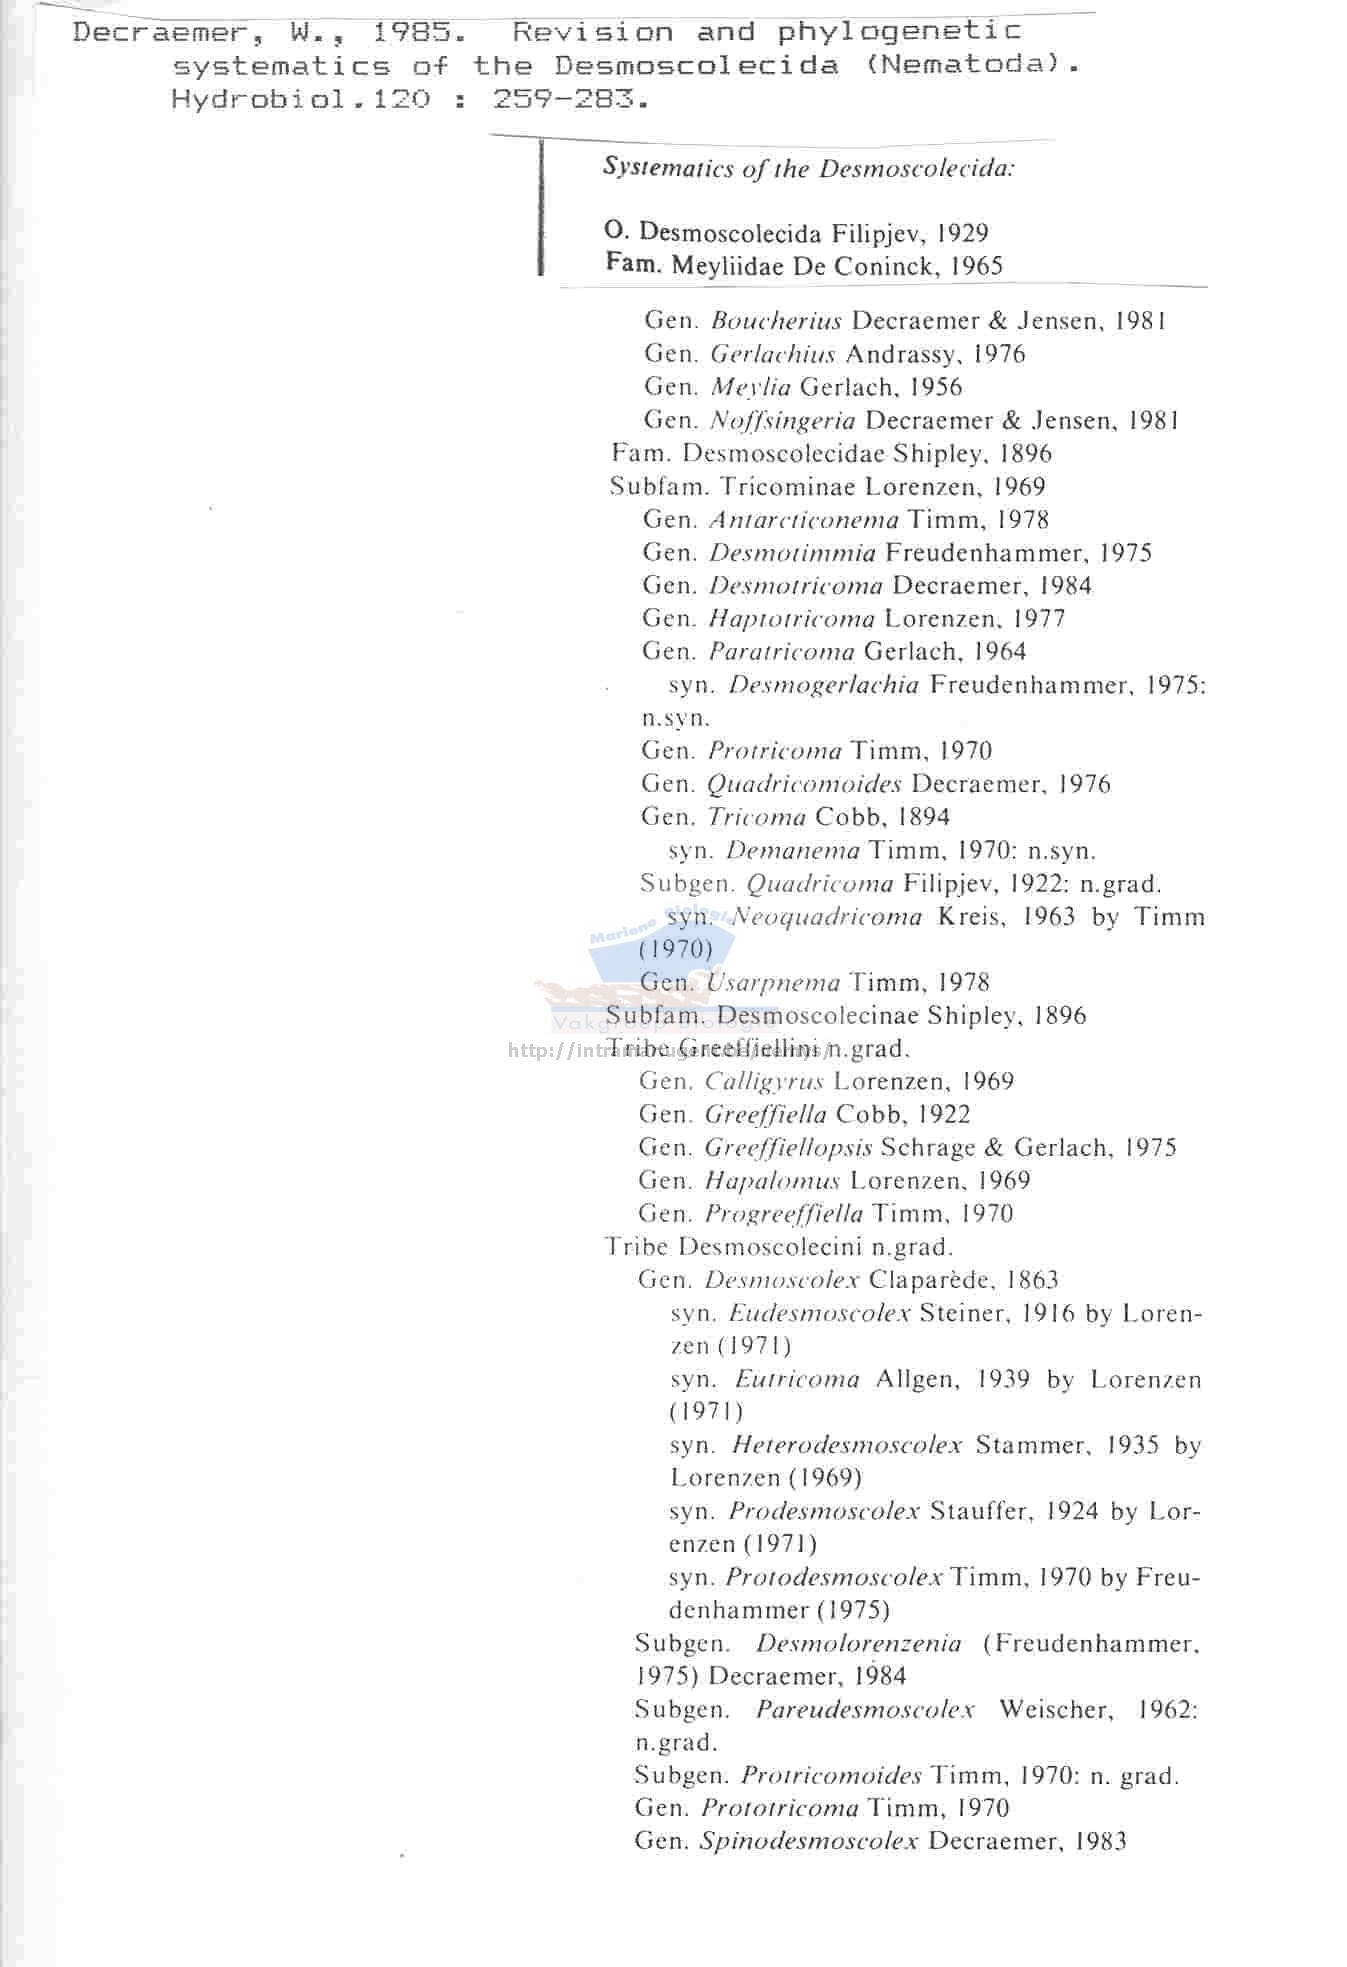 Decraemer, W., 1985. Revision and phylogenetic
systematics of the Desmoscolecida (Nematoda).
Hydrobiol.120 : 259-283.
Systematics of the Desmoscolecida:
O. Desmoscolecida Filipjev, 1929
Fam. Meyliidae De Coninck, 1965
Gen. Boucherius Decraemer & Jensen, 1981
Gen. Gerlachius Andrassy, 1976
Gen. Meylia Gerlach, 1956
Gen. Noffsingeria Decraemer & Jensen, 1981
Fam. Desmoscolecidae Shipley, 1896
Subfam. Tricominae Lorenzen, 1969
Gen. Antarcticonema Timm, 1978
Gen. Desmotimmia Freudenhammer, 1975
Gen. Desmotricoma Decraemer, 1984
Gen. Haptotricoma Lorenzen, 1977
Gen. Paratricoma Gerlach, 1964
syn. Desmogerlachia Freudenhammer, 1975:
n.syn.
Gen. Protricoma Timm, 1970
Gen. Quadricomoides Decraemer, 1976
Gen. Tricoma Cobb, 1894
syn. Demanema Timm, 1970: n.syn.
Subgen. Quadricoma Filipjev, 1922: n.grad.
Mariene Biologie
syn. Neoquadricoma Kreis, 1963 by Timm
(1970)
Gen. Usarpnema Timm, 1978
Subfam. Desmoscolecinae Shipley, 1896
Vakgroep Biologie
Tribe Greeffiellini n.grad.
Gen. Calligyrus Lorenzen, 1969
Gen. Greeffiella Cobb, 1922
Gen. Greeffiellopsis Schrage & Gerlach, 1975
Gen. Hapalomus Lorenzen, 1969
Gen. Progreeffiella Timm, 1970
Tribe Desmoscolecini n.grad.
Gen. Desmoscolex Claparède, 1863
syn. Eudesmoscolex Steiner, 1916 by Loren-
zen (1971)
syn. Eutricoma Allgen, 1939 by Lorenzen
(1971)
syn. Heterodesmoscolex Stammer, 1935 by
Lorenzen (1969)
syn. Prodesmoscolex Stauffer, 1924 by Lor-
enzen (1971)
syn. Protodesmoscolex Timm, 1970 by Freu-
denhammer (1975)
Subgen. Desmolorenzenia (Freudenhammer,
1975) Decraemer, 1984
Subgen. Pareudesmoscolex Weischer, 1962:
n.grad.
Subgen. Protricomoides Timm, 1970: n. grad.
Gen. Prototricoma Timm, 1970
Gen. Spinodesmoscolex Decraemer, 1983